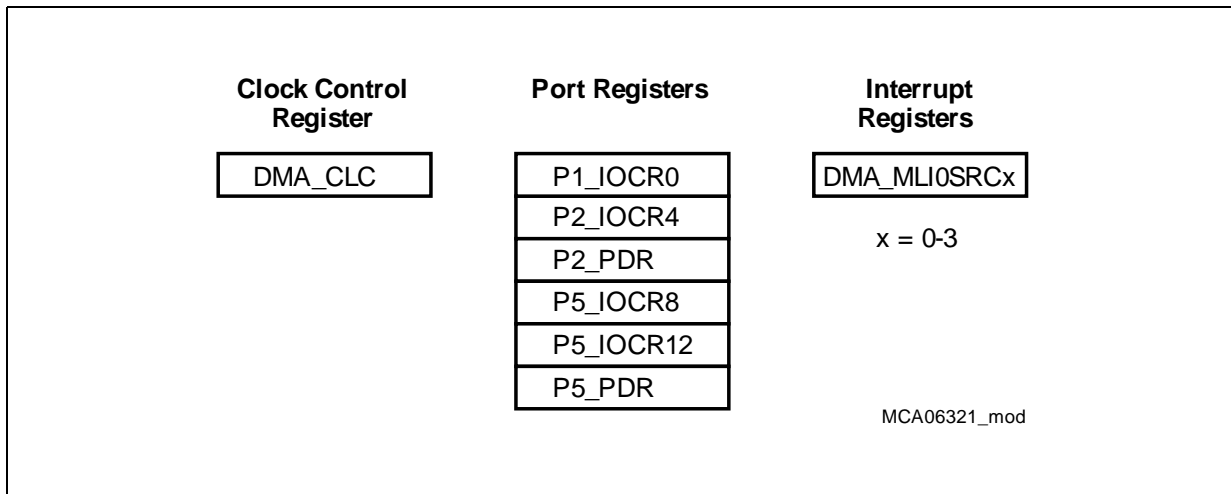 Clock Control
Register
DMA_CLC
Port Registers
P1_IOCR0
P2_IOCR4
P2_PDR
P5_IOCR8
P5_IOCR12
P5_PDR
Interrupt
Registers
DMA_MLI0SRCx
x = 0-3
MCA06321_mod